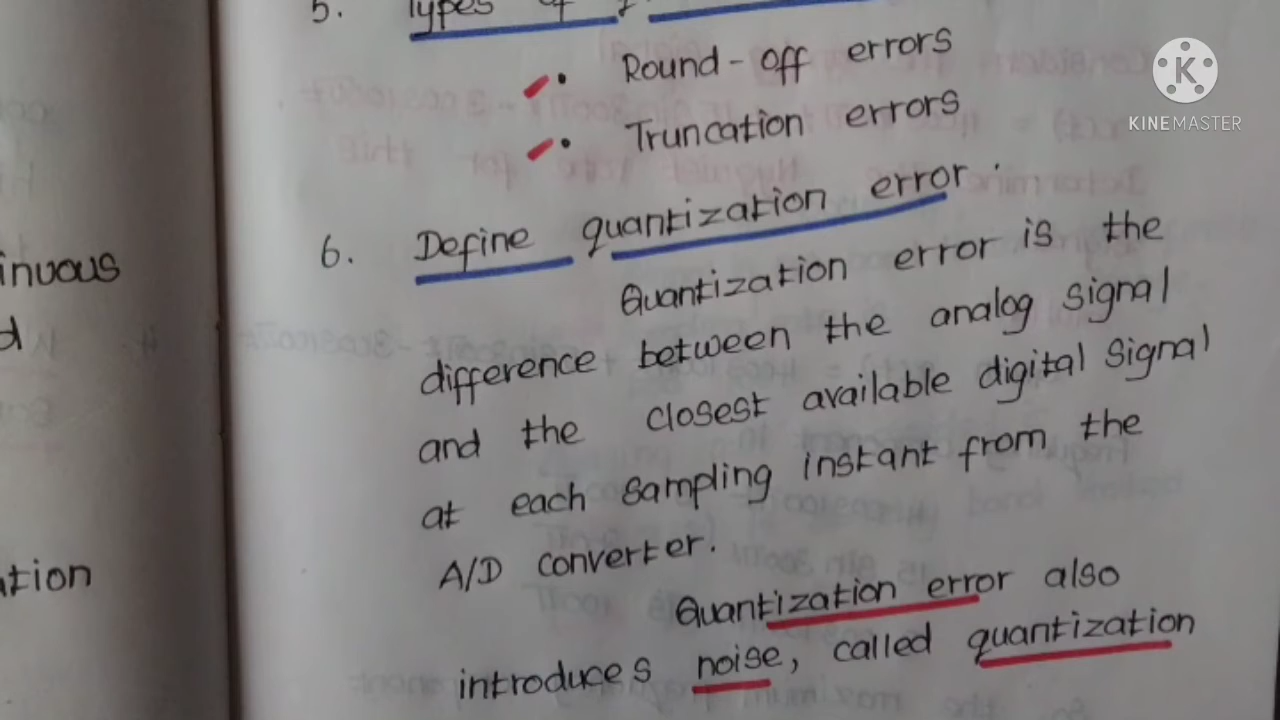 5. Types of
• Round-off errors
• Truncation errors
6. Define quantization error.
Quantization error is the
difference between the analog signal
and the closest available digital signal
at each sampling instant from the
A/D converter.
Quantization error also
introduces noise, called quantization
inuous
d
ation
KINEMASTER